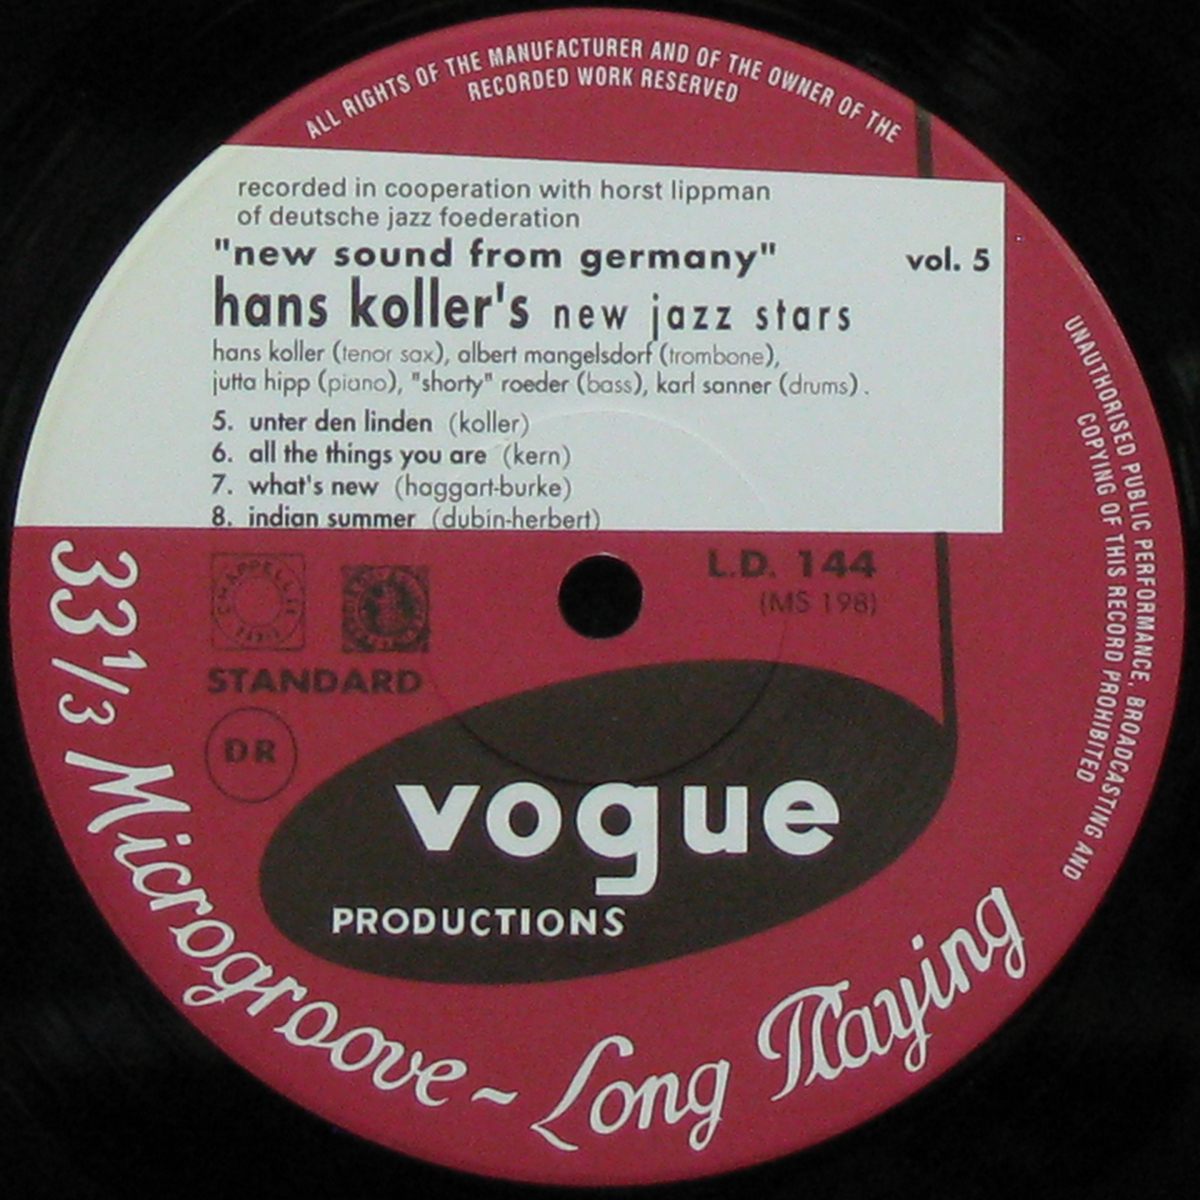 ALL RIGHTS OF THE MANUFACTURER AND OF THE OWNER OF THE
RECORDED WORK RESERVED
recorded in cooperation with horst lippman
of deutsche jazz foederation
"new sound from germany" vol. 5
hans koller's new jazz stars
hans koller (tenor sax), albert mangelsdorf (trombone),
jutta hipp (piano), "shorty" roeder (bass), karl sanner (drums).
5. unter den linden (koller)
6. all the things you are (kern)
7. what's new (haggart-burke)
8. indian summer (dubin-herbert)
UNAUTHORISED PUBLIC PERFORMANCE, BROADCASTING AND
COPYING OF THIS RECORD PROHIBITED
CHAPPELL
PARIS
L.D. 144
(MS 198)
STANDARD
DR
vogue
PRODUCTIONS
33 1/3 Microgroove - Long Playing